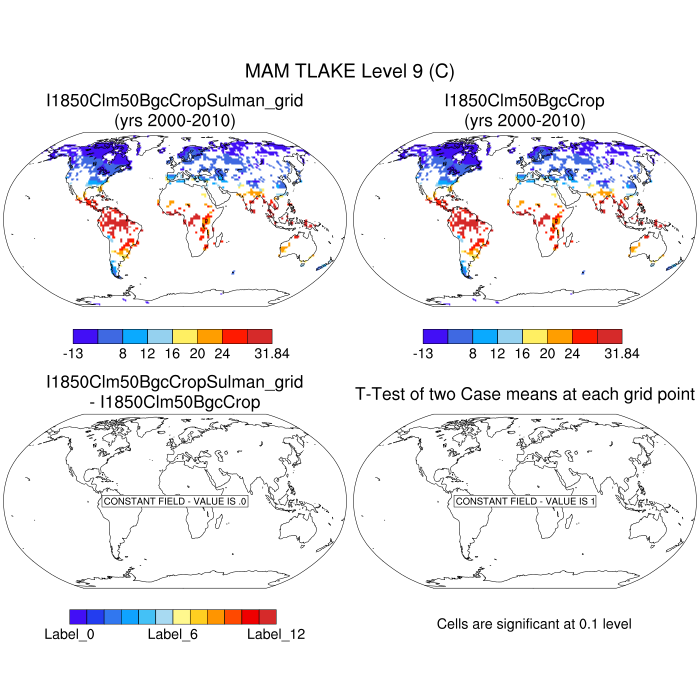 MAM TLAKE Level 9 (C)
I1850Clm50BgcCropSulman_grid
(yrs 2000-2010)
I1850Clm50BgcCrop
(yrs 2000-2010)
-13 8 12 16 20 24 31.84
-13 8 12 16 20 24 31.84
I1850Clm50BgcCropSulman_grid
- I1850Clm50BgcCrop
T-Test of two Case means at each grid point
CONSTANT FIELD - VALUE IS .0
CONSTANT FIELD - VALUE IS 1
Label_0 Label_6 Label_12
Cells are significant at 0.1 level